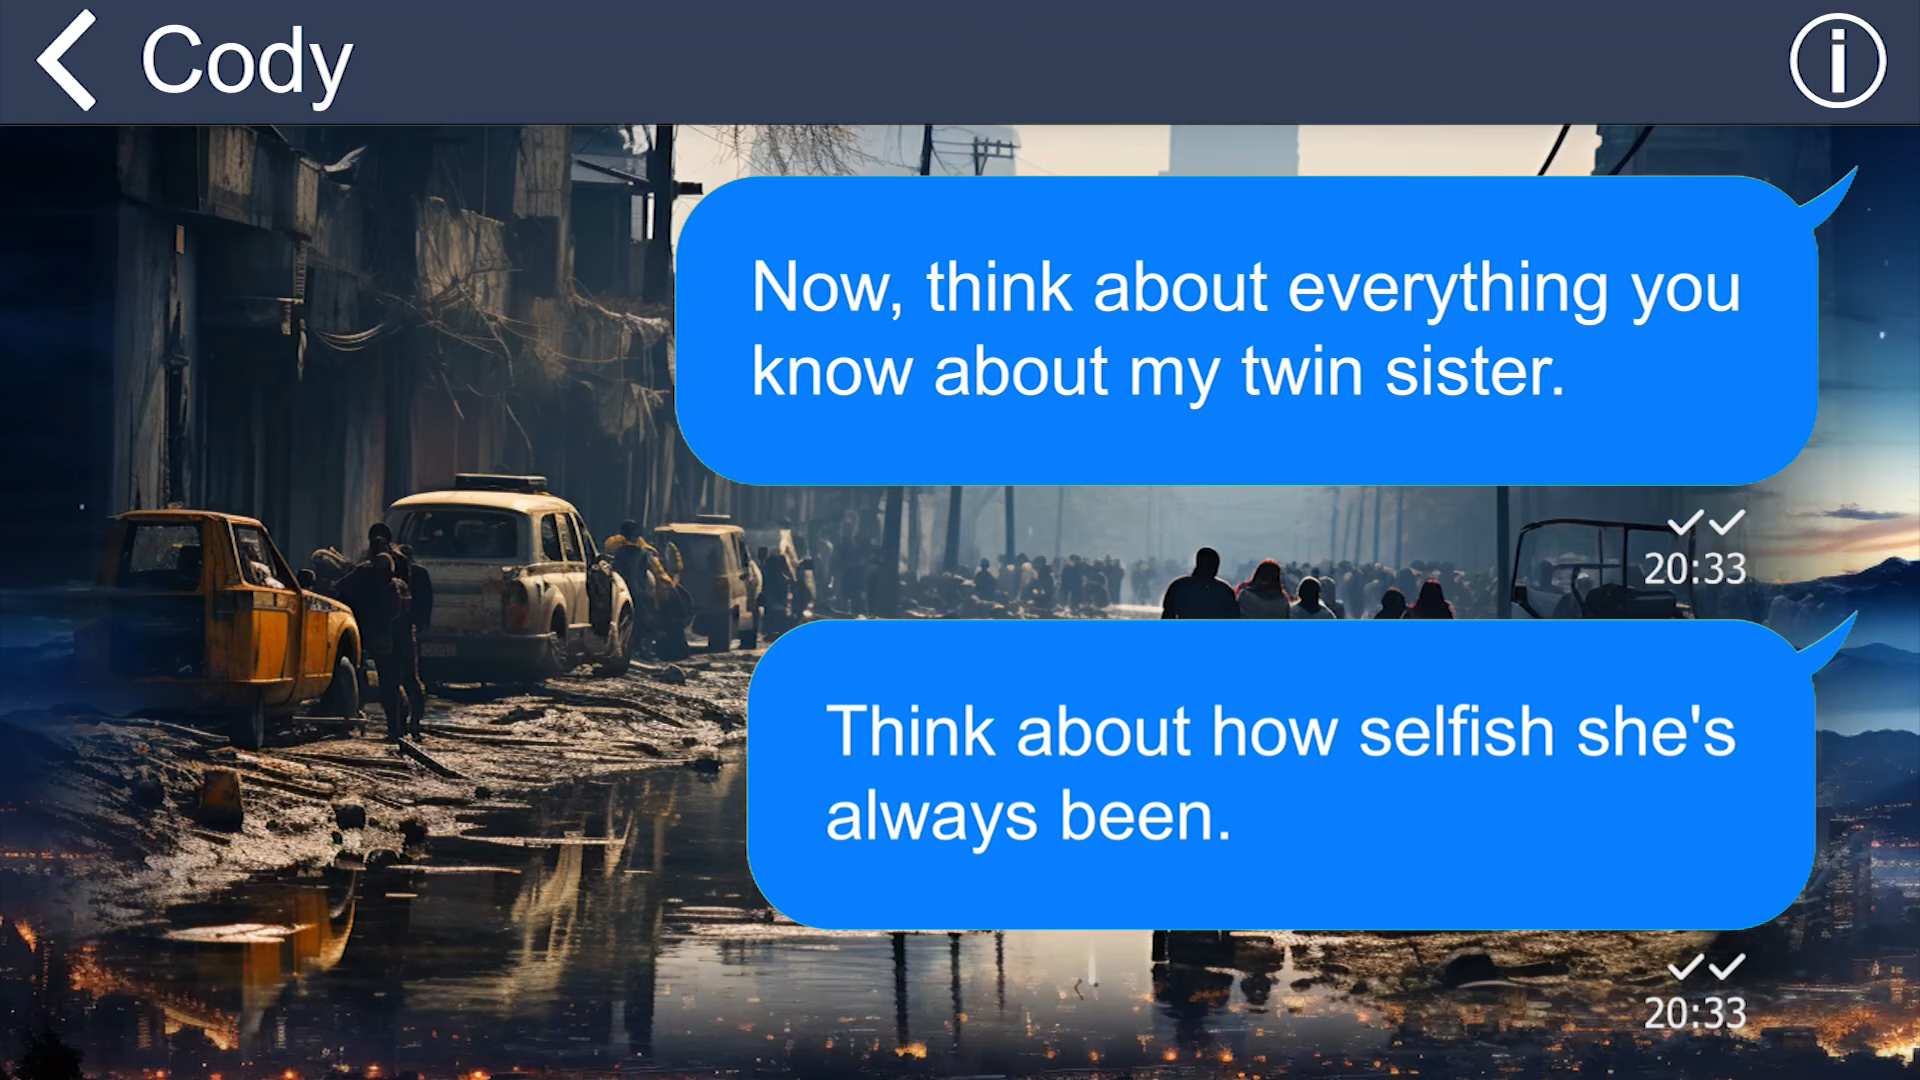 Cody
Now, think about everything you
know about my twin sister.
20:33
Think about how selfish she's
always been.
20:33